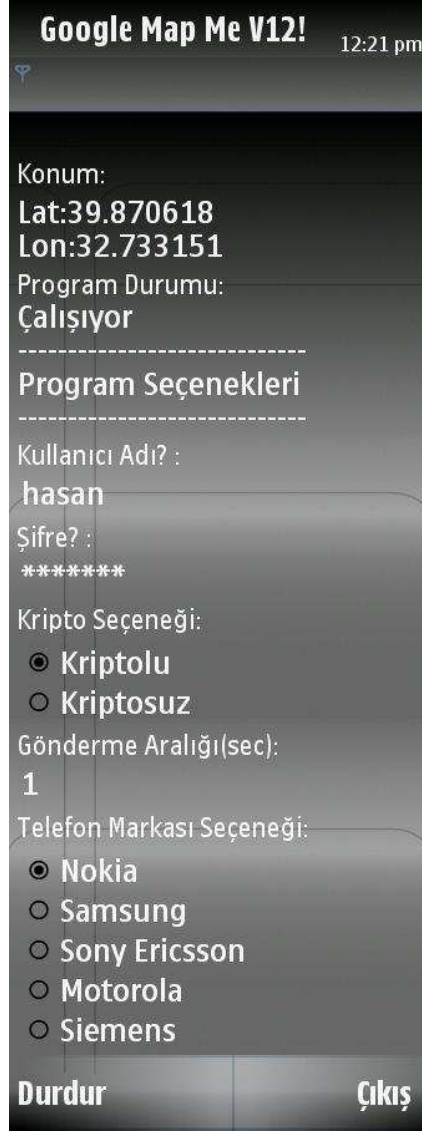 Google Map Me V12!
12:21 pm
Konum:
Lat:39.870618
Lon:32.733151
Program Durumu:
Çalışıyor
-----------------------------
Program Seçenekleri
-----------------------------
Kullanıcı Adı? :
hasan
Şifre? :
*******
Kripto Seçeneği:
Kriptolu
Kriptosuz
Gönderme Aralığı(sec):
1
Telefon Markası Seçeneği:
Nokia
Samsung
Sony Ericsson
Motorola
Siemens
Durdur Çıkış